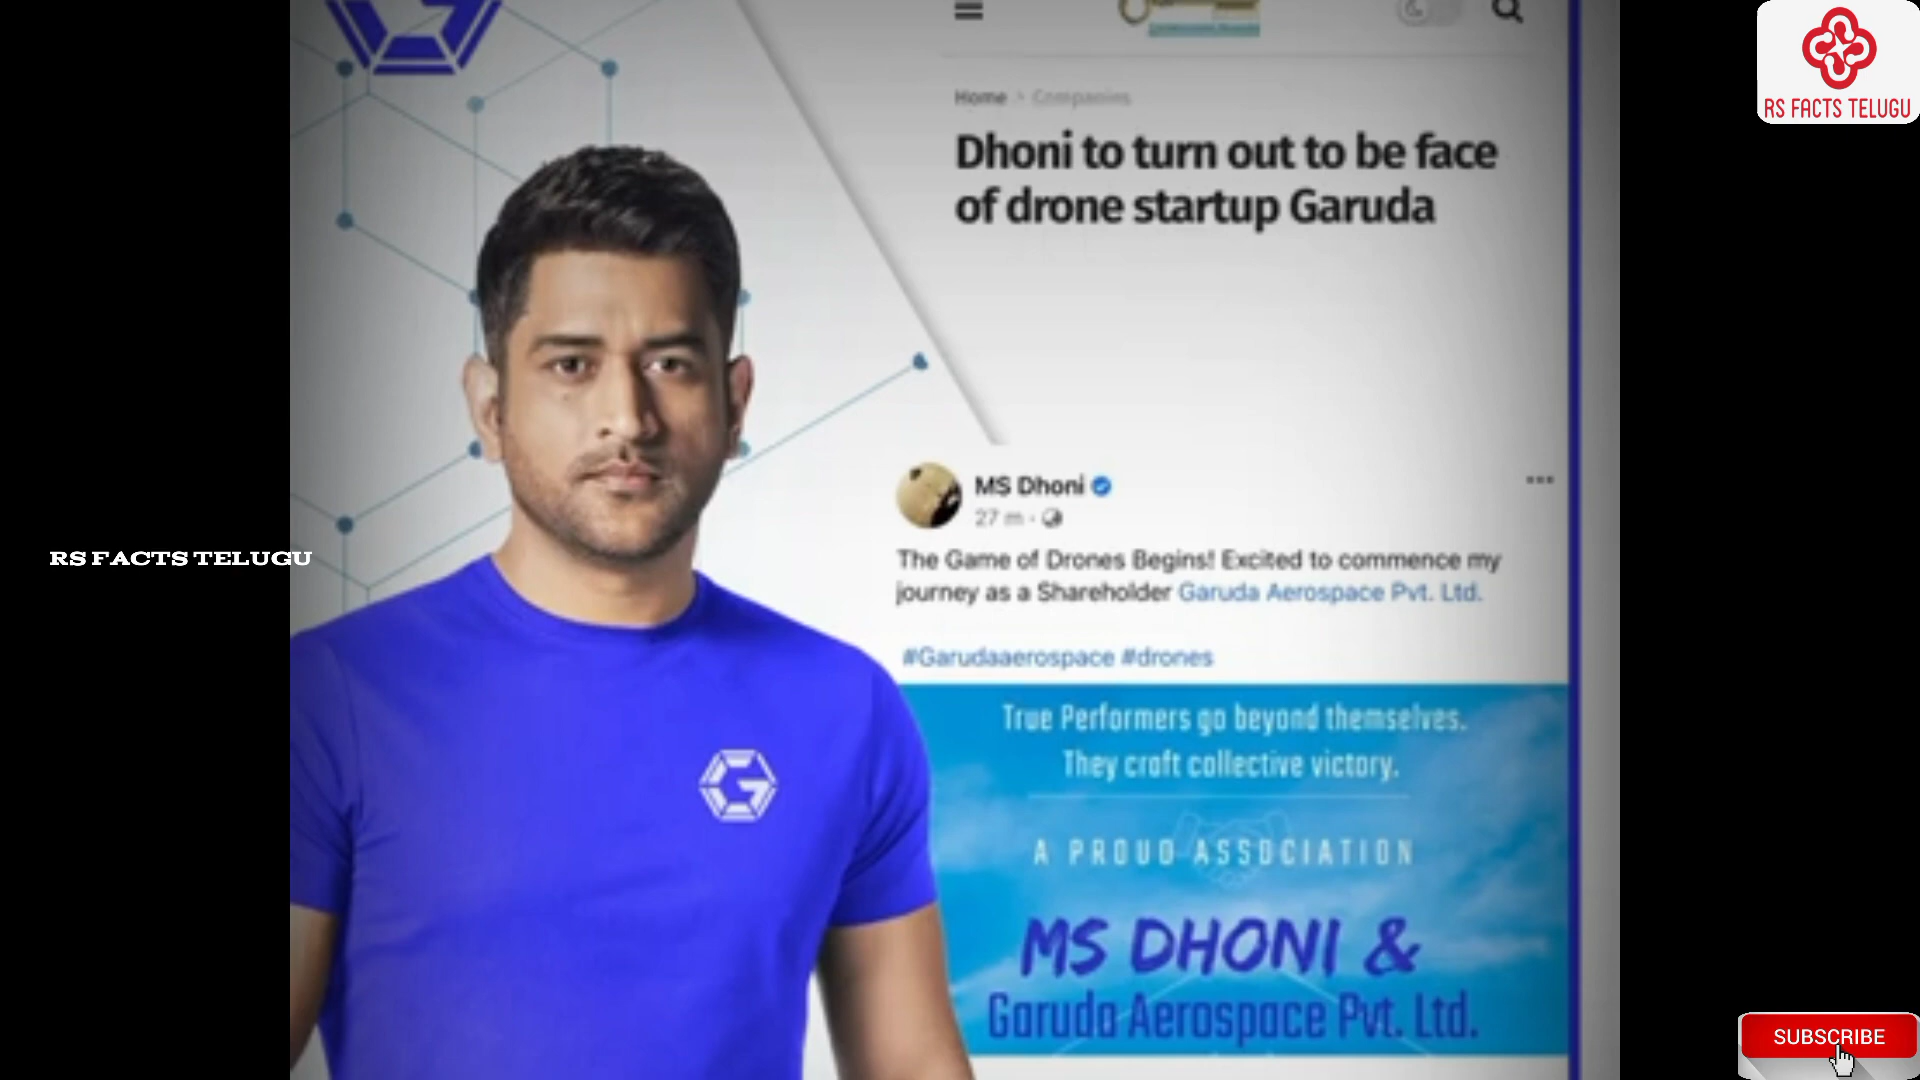 RS FACTS TELUGU
Home > Companies
Dhoni to turn out to be face
of drone startup Garuda
MS Dhoni
27 m ·
The Game of Drones Begins! Excited to commence my
journey as a Shareholder Garuda Aerospace Pvt. Ltd.
#Garudaaerospace #drones
RS FACTS TELUGU
True Performers go beyond themselves.
They craft collective victory.
A PROUD ASSOCIATION
MS DHONI &
Garuda Aerospace Pvt. Ltd.
SUBSCRIBE